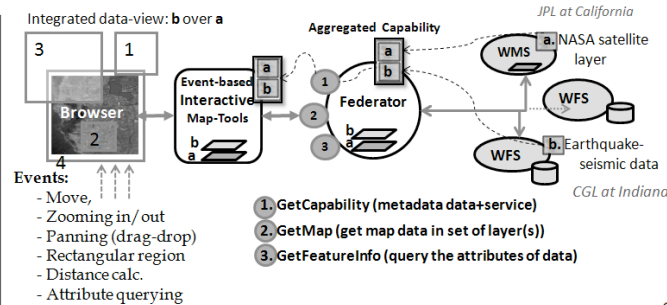 Integrated data-view: b over a
JPL at California
Aggregated Capability
3
1
Browser
2
4
a
b
Event-based
Interactive
Map-Tools
b
a
a
b
1
2
3
Federator
b
a
WMS
a.
NASA satellite
layer
WFS
WFS
b.
Earthquake-
seismic data
CGL at Indiana
Events:
- Move,
- Zooming in/out
- Panning (drag-drop)
- Rectangular region
- Distance calc.
- Attribute querying
1. GetCapability (metadata data+service)
2. GetMap (get map data in set of layer(s))
3. GetFeatureInfo (query the attributes of data)